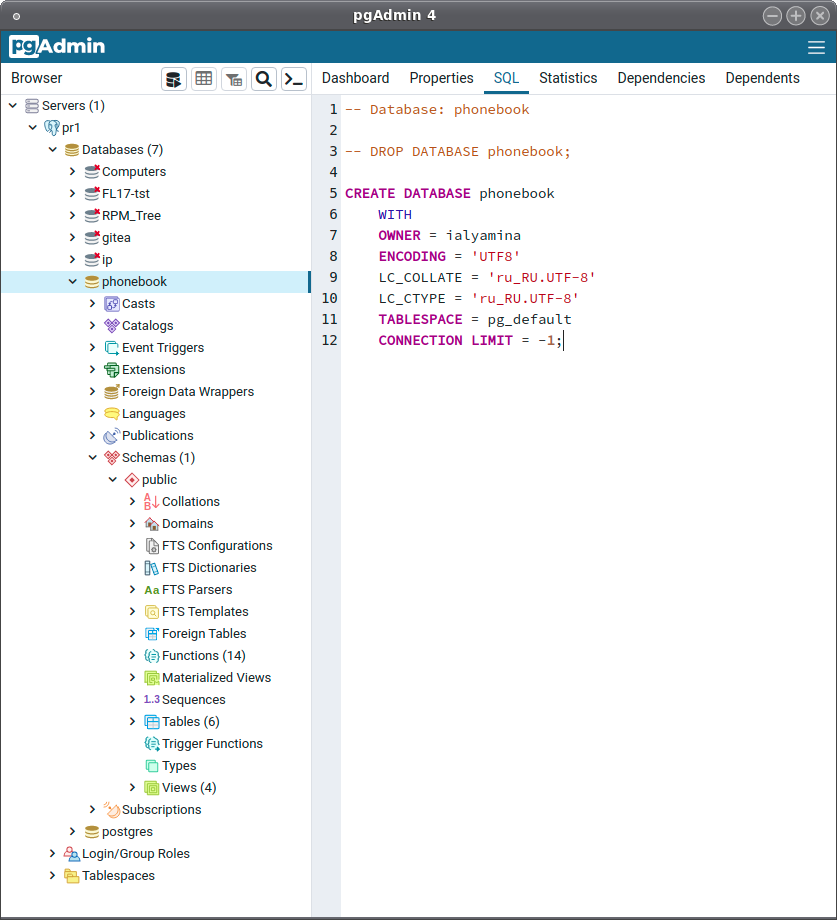 pgAdmin 4
pgAdmin
Browser
Dashboard Properties SQL Statistics Dependencies Dependents
Servers (1)
pr1
Databases (7)
Computers
FL17-tst
RPM_Tree
gitea
ip
phonebook
Casts
Catalogs
Event Triggers
Extensions
Foreign Data Wrappers
Languages
Publications
Schemas (1)
public
Collations
Domains
FTS Configurations
FTS Dictionaries
Aa FTS Parsers
FTS Templates
Foreign Tables
Functions (14)
Materialized Views
1..3 Sequences
Tables (6)
Trigger Functions
Types
Views (4)
Subscriptions
postgres
Login/Group Roles
Tablespaces
1 -- Database: phonebook
2
3 -- DROP DATABASE phonebook;
4
5 CREATE DATABASE phonebook
6 WITH
7 OWNER = ialyamina
8 ENCODING = 'UTF8'
9 LC_COLLATE = 'ru_RU.UTF-8'
10 LC_CTYPE = 'ru_RU.UTF-8'
11 TABLESPACE = pg_default
12 CONNECTION LIMIT = -1;